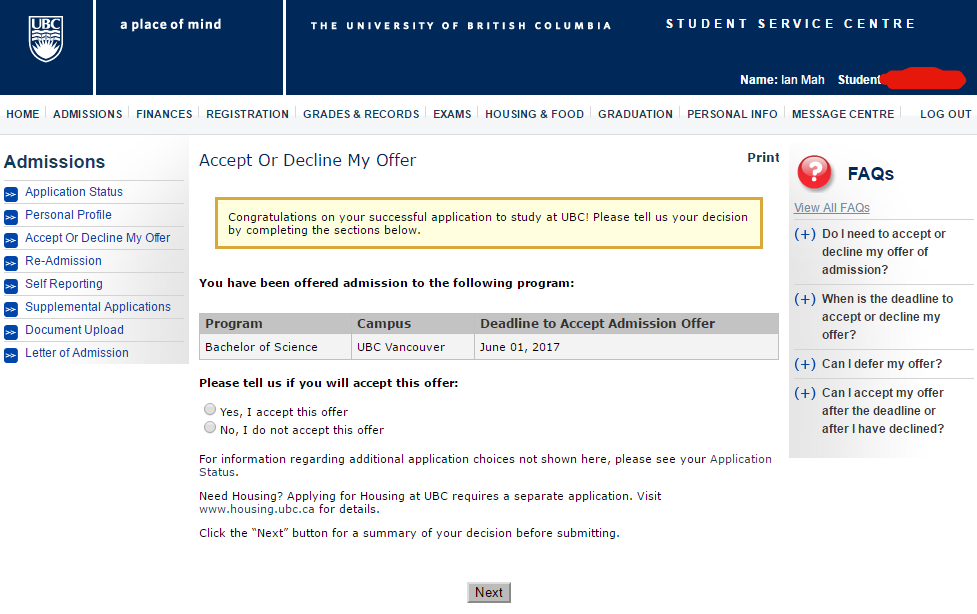 UBC
a place of mind
THE UNIVERSITY OF BRITISH COLUMBIA
STUDENT SERVICE CENTRE
Name: Ian Mah Student
HOME ADMISSIONS FINANCES REGISTRATION GRADES & RECORDS EXAMS HOUSING & FOOD GRADUATION PERSONAL INFO MESSAGE CENTRE LOG OUT
Admissions
>> Application Status
>> Personal Profile
>> Accept Or Decline My Offer
>> Re-Admission
>> Self Reporting
>> Supplemental Applications
>> Document Upload
>> Letter of Admission
Accept Or Decline My Offer
Print
Congratulations on your successful application to study at UBC! Please tell us your decision
by completing the sections below.
You have been offered admission to the following program:
Program Campus Deadline to Accept Admission Offer
Bachelor of Science UBC Vancouver June 01, 2017
Please tell us if you will accept this offer:
Yes, I accept this offer
No, I do not accept this offer
For information regarding additional application choices not shown here, please see your Application
Status.
Need Housing? Applying for Housing at UBC requires a separate application. Visit
www.housing.ubc.ca for details.
Click the “Next” button for a summary of your decision before submitting.
Next
? FAQs
View All FAQs
(+) Do I need to accept or
decline my offer of
admission?
(+) When is the deadline to
accept or decline my
offer?
(+) Can I defer my offer?
(+) Can I accept my offer
after the deadline or
after I have declined?